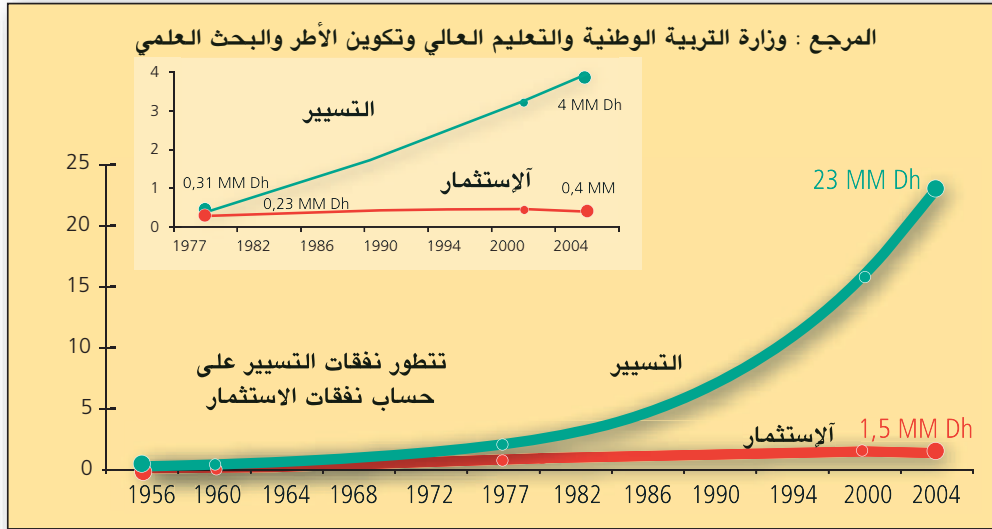 المرجع : وزارة التربية الوطنية والتعليم العالي وتكوين الأطر والبحث العلمي
4
3
2
1
0
التسيير
4 MM Dh
0,31 MM Dh
0,23 MM Dh
آلإستثمار
0,4 MM
1977 1982 1986 1990 1994 2000 2004
25
20
15
10
5
0
23 MM Dh
تتطور نفقات التسيير على
حساب نفقات الاستثمار
التسيير
آلإستثمار
1,5 MM Dh
1956 1960 1964 1968 1972 1977 1982 1986 1990 1994 2000 2004